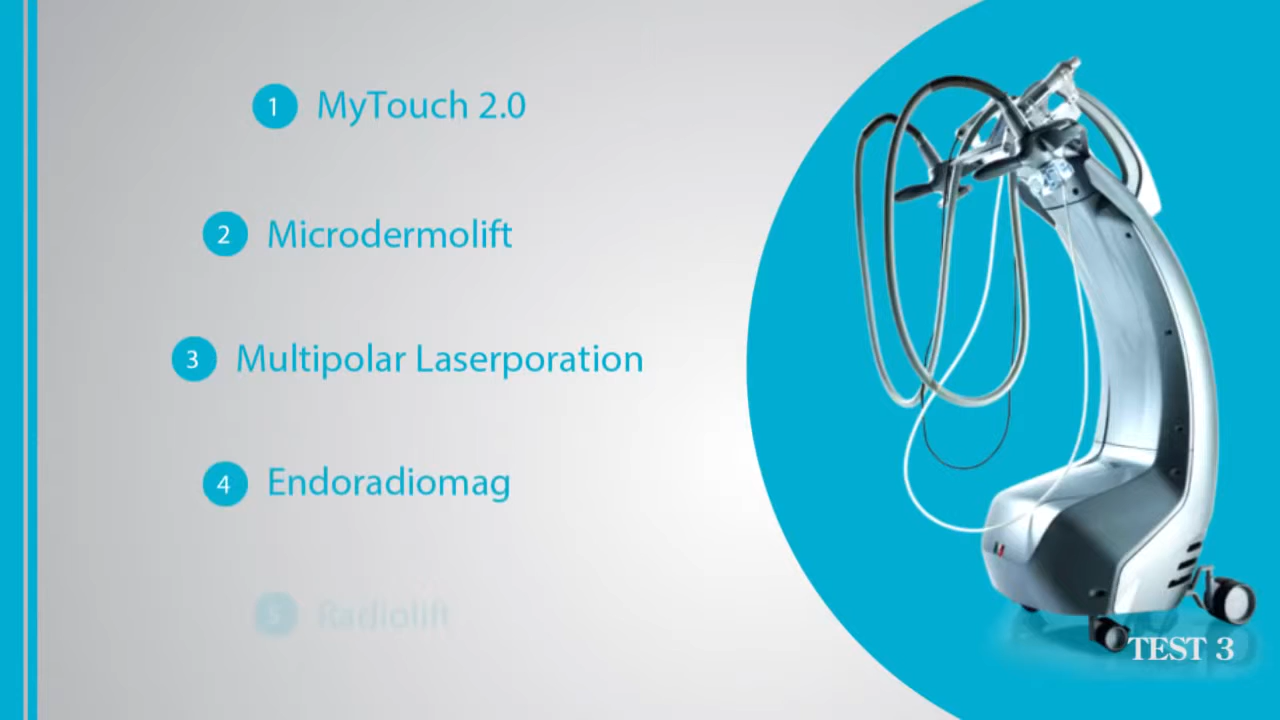 1 MyTouch 2.0
2 Microdermolift
3 Multipolar Laserporation
4 Endoradiomag
5 Radiolift
TEST 3